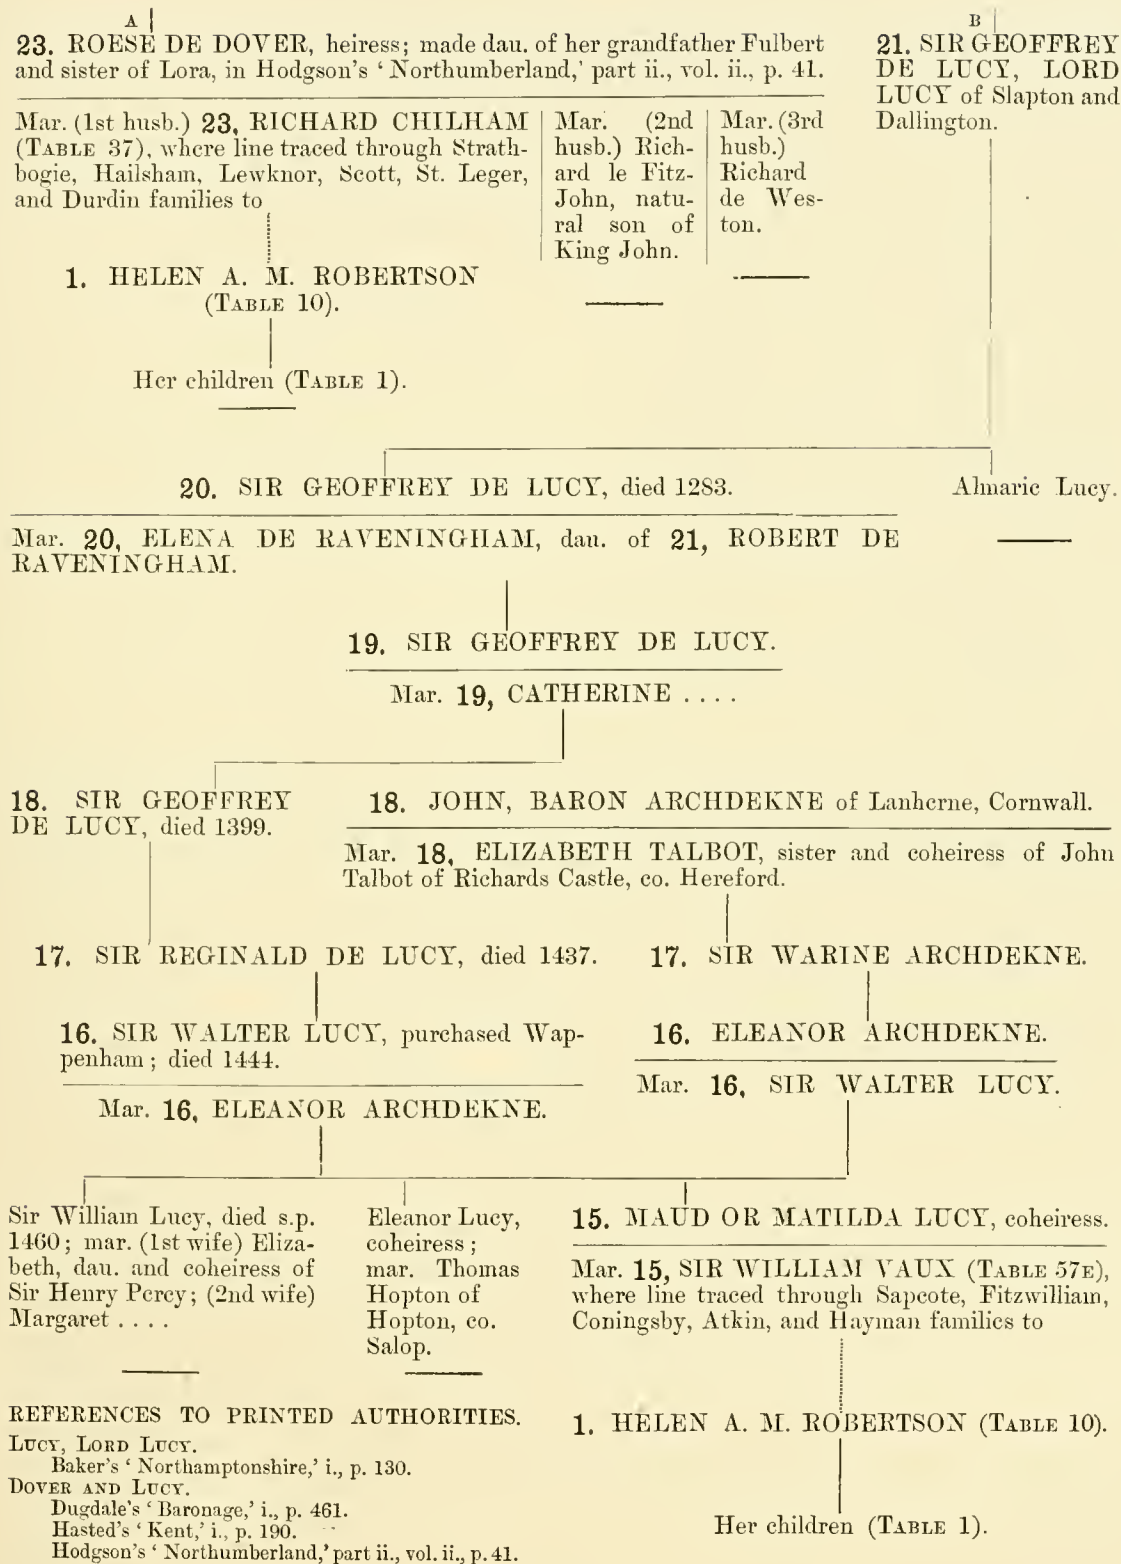 A
23. ROESE DE DOVER, heiress; made dau. of her grandfather Fulbert
and sister of Lora, in Hodgson's ‘Northumberland,’ part ii., vol. ii., p. 41.
Mar. (1st husb.) 23, RICHARD CHILHAM
(TABLE 37), where line traced through Strath-
bogie, Hailsham, Lewknor, Scott, St. Leger,
and Durdin families to
Mar. (2nd
husb.) Rich-
ard le Fitz-
John, natu-
ral son of
King John.
Mar. (3rd
husb.)
Richard
de Wes-
ton.
1. HELEN A. M. ROBERTSON
(TABLE 10).
Her children (TABLE 1).
B
21. SIR GEOFFREY
DE LUCY, LORD
LUCY of Slapton and
Dallington.
20. SIR GEOFFREY DE LUCY, died 1283.
Almaric Lucy.
Mar. 20, ELENA DE RAVENINGHAM, dau. of 21, ROBERT DE
RAVENINGHAM.
19. SIR GEOFFREY DE LUCY.
Mar. 19, CATHERINE . . . .
18. SIR GEOFFREY
DE LUCY, died 1399.
18. JOHN, BARON ARCHDEKNE of Lanherne, Cornwall.
Mar. 18, ELIZABETH TALBOT, sister and coheiress of John
Talbot of Richards Castle, co. Hereford.
17. SIR REGINALD DE LUCY, died 1437.
17. SIR WARINE ARCHDEKNE.
16. SIR WALTER LUCY, purchased Wap-
penham; died 1444.
Mar. 16, ELEANOR ARCHDEKNE.
16. ELEANOR ARCHDEKNE.
Mar. 16, SIR WALTER LUCY.
Sir William Lucy, died s.p.
1460; mar. (1st wife) Eliza-
beth, dau. and coheiress of
Sir Henry Percy; (2nd wife)
Margaret . . . .
Eleanor Lucy,
coheiress;
mar. Thomas
Hopton of
Hopton, co.
Salop.
15. MAUD OR MATILDA LUCY, coheiress.
Mar. 15, SIR WILLIAM VAUX (TABLE 57E),
where line traced through Sapcote, Fitzwilliam,
Coningsby, Atkin, and Hayman families to
1. HELEN A. M. ROBERTSON (TABLE 10).
Her children (TABLE 1).
REFERENCES TO PRINTED AUTHORITIES.
LUCY, LORD LUCY.
Baker's ‘Northamptonshire,’ i., p. 130.
DOVER AND LUCY.
Dugdale's ‘Baronage,’ i., p. 461.
Hasted's ‘Kent,’ i., p. 190.
Hodgson's ‘Northumberland,’ part ii., vol. ii., p. 41.